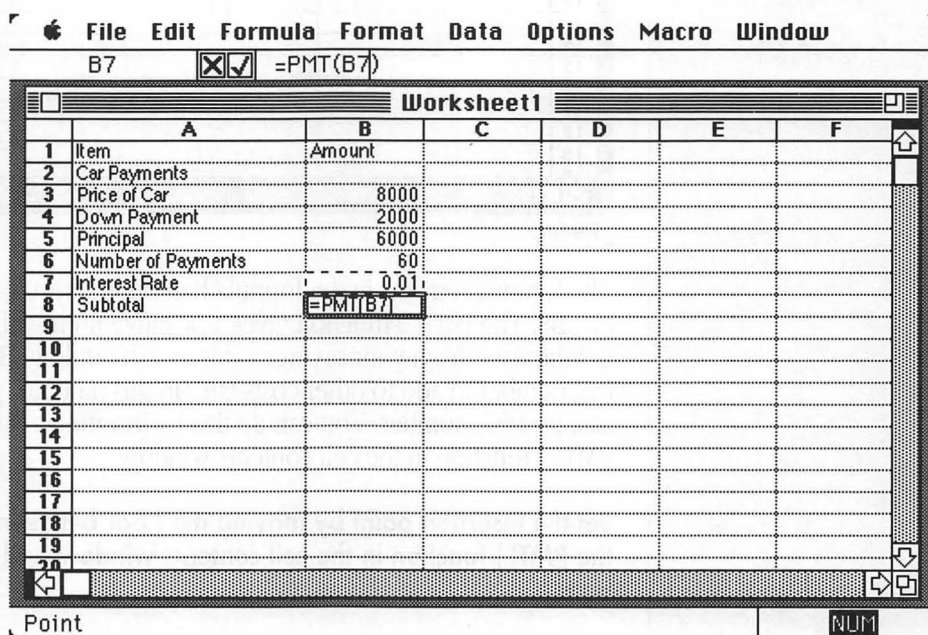 File Edit Formula Format Data Options Macro Window
B7 =PMT(B7)
Worksheet1
A B C D E F
1 Item Amount
2 Car Payments
3 Price of Car 8000
4 Down Payment 2000
5 Principal 6000
6 Number of Payments 60
7 Interest Rate 0.01
8 Subtotal =PMT(B7)
9
10
11
12
13
14
15
16
17
18
19
20
Point NUM